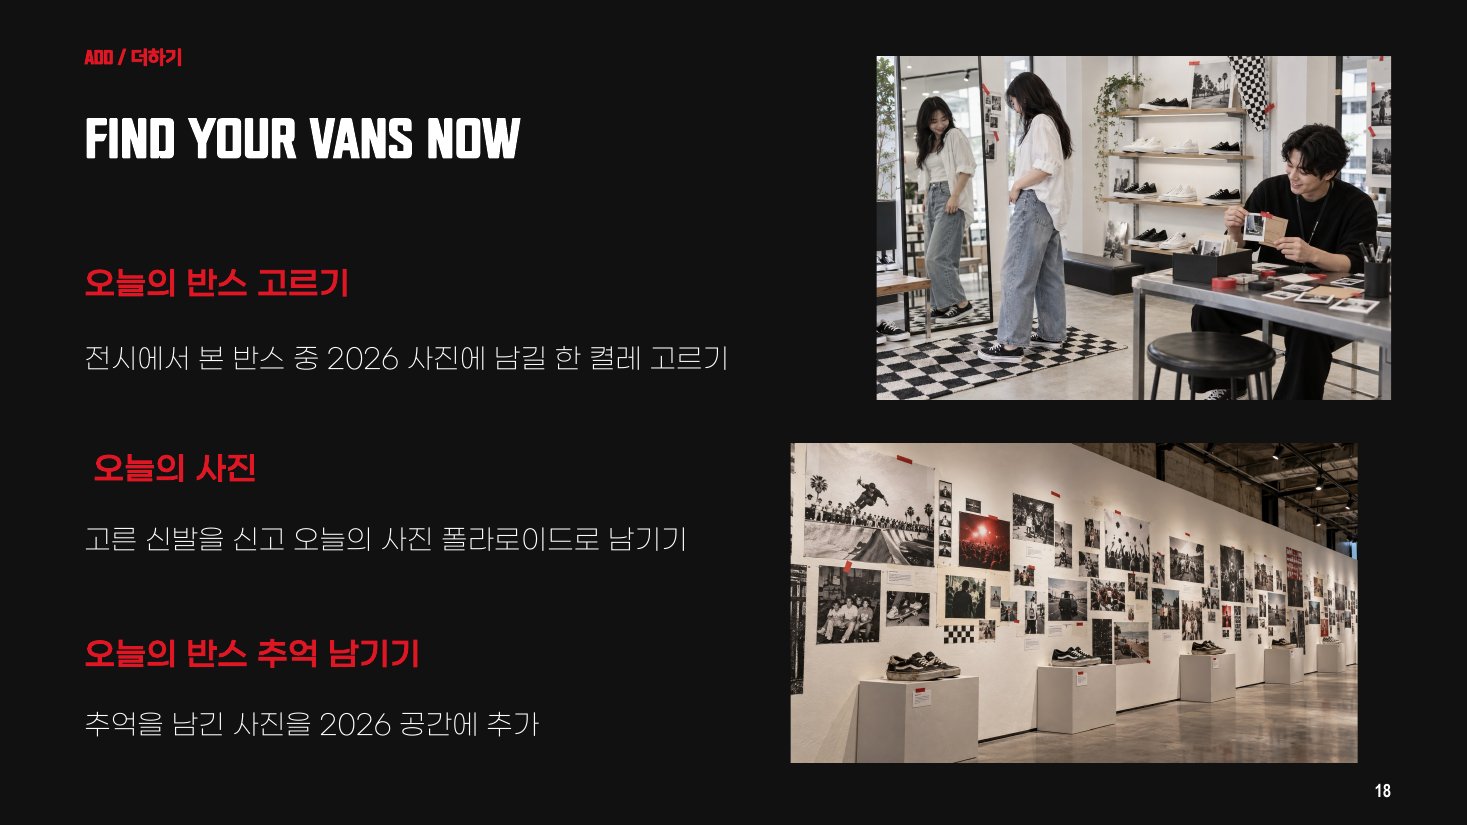 ADD / 더하기
FIND YOUR VANS NOW
오늘의 반스 고르기
전시에서 본 반스 중 2026 사진에 남길 한 켤레 고르기
오늘의 사진
고른 신발을 신고 오늘의 사진 폴라로이드로 남기기
오늘의 반스 추억 남기기
추억을 남긴 사진을 2026 공간에 추가
18